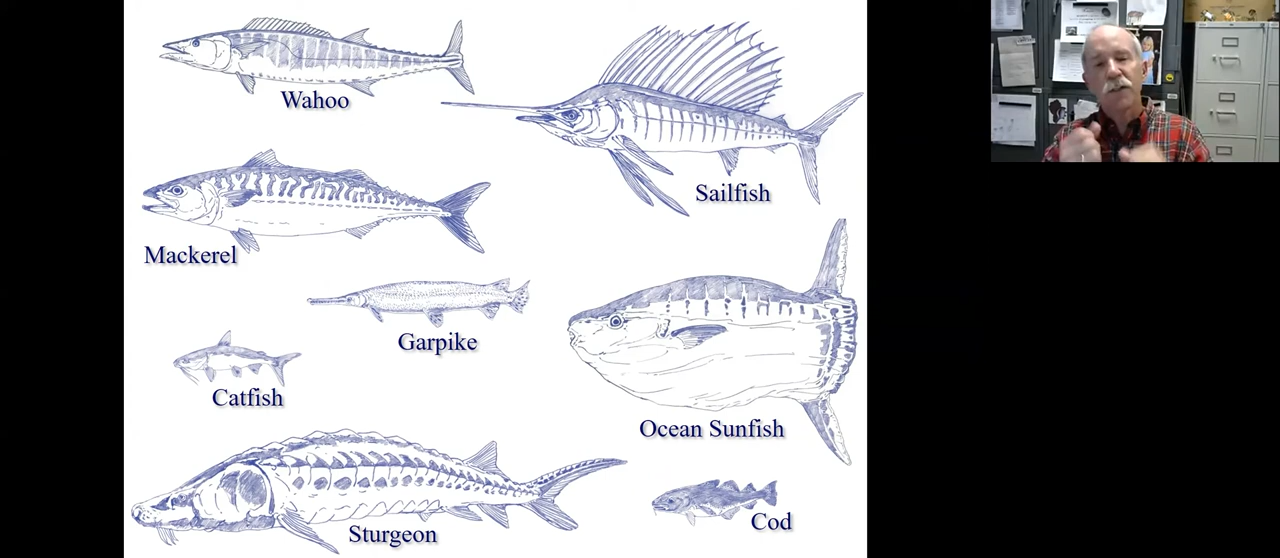 Wahoo
Sailfish
Mackerel
Garpike
Catfish
Ocean Sunfish
Sturgeon
Cod